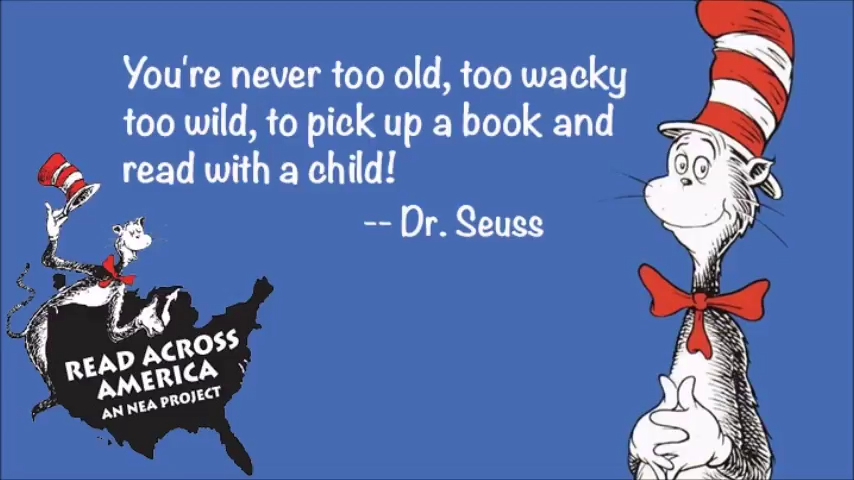 You're never too old, too wacky
too wild, to pick up a book and
read with a child!
-- Dr. Seuss
READ ACROSS
AMERICA
AN NEA PROJECT